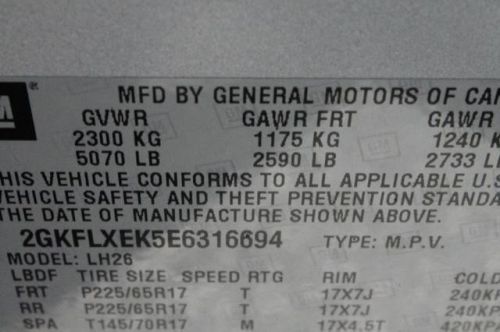 MFD BY GENERAL MOTORS OF CAN
GVWR GAWR FRT GAWR
2300 KG 1175 KG 1240 K
5070 LB 2590 LB 2733 LB
THIS VEHICLE CONFORMS TO ALL APPLICABLE U.S
VEHICLE SAFETY AND THEFT PREVENTION STANDA
THE DATE OF MANUFACTURE SHOWN ABOVE.
2GKFLXEK5E6316694 TYPE: M.P.V.
MODEL: LH26
LBDF TIRE SIZE SPEED RTG RIM COLD
FRT P225/65R17 T 17X7J 240KP
RR P225/65R17 T 17X7J 240KP
SPA T145/70R17 M 17X4.5T 420KP